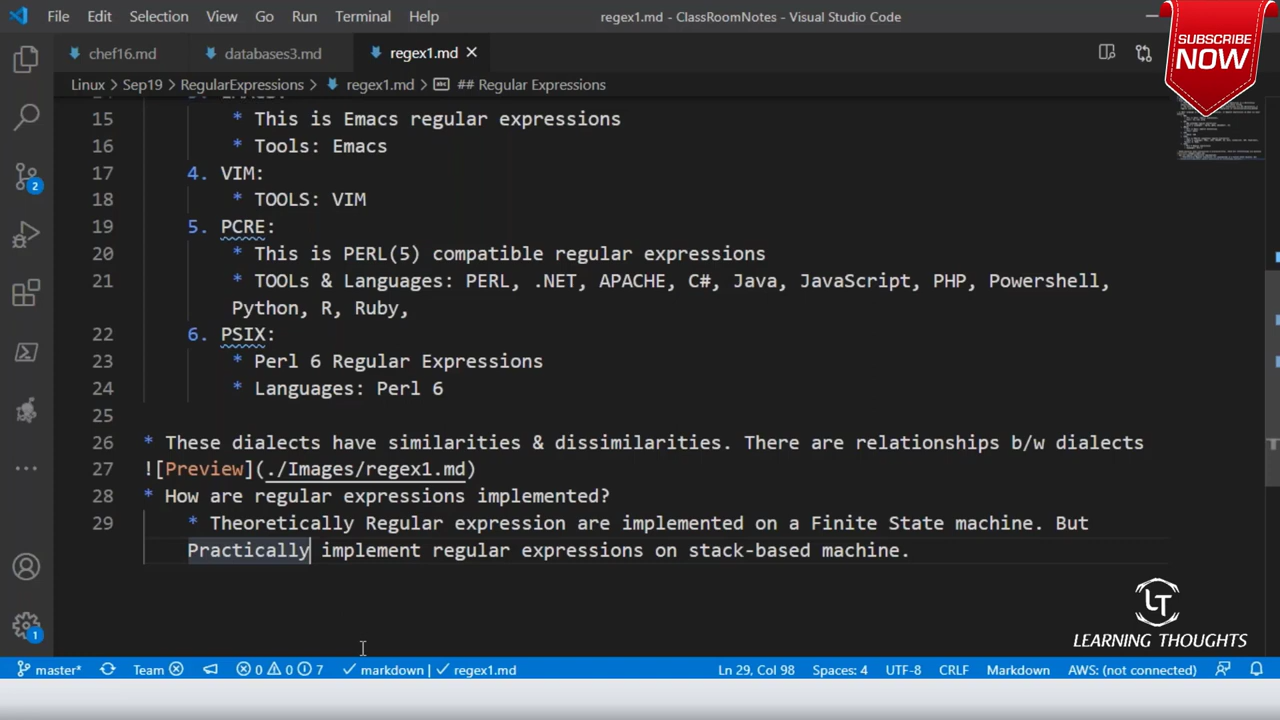 File Edit Selection View Go Run Terminal Help regex1.md - ClassRoomNotes - Visual Studio Code
SUBSCRIBE
NOW
chef16.md databases3.md regex1.md
Linux > Sep19 > RegularExpressions > regex1.md > ## Regular Expressions
15 * This is Emacs regular expressions
16 * Tools: Emacs
17 4. VIM:
18 * TOOLS: VIM
19 5. PCRE:
20 * This is PERL(5) compatible regular expressions
21 * TOOLs & Languages: PERL, .NET, APACHE, C#, Java, JavaScript, PHP, Powershell,
Python, R, Ruby,
22 6. PSIX:
23 * Perl 6 Regular Expressions
24 * Languages: Perl 6
25
26 * These dialects have similarities & dissimilarities. There are relationships b/w dialects
27 ![Preview](./Images/regex1.md)
28 * How are regular expressions implemented?
29 * Theoretically Regular expression are implemented on a Finite State machine. But
Practically implement regular expressions on stack-based machine.
2
1
LT
LEARNING THOUGHTS
master* Team 0 0 7 markdown | regex1.md Ln 29, Col 98 Spaces: 4 UTF-8 CRLF Markdown AWS: (not connected)